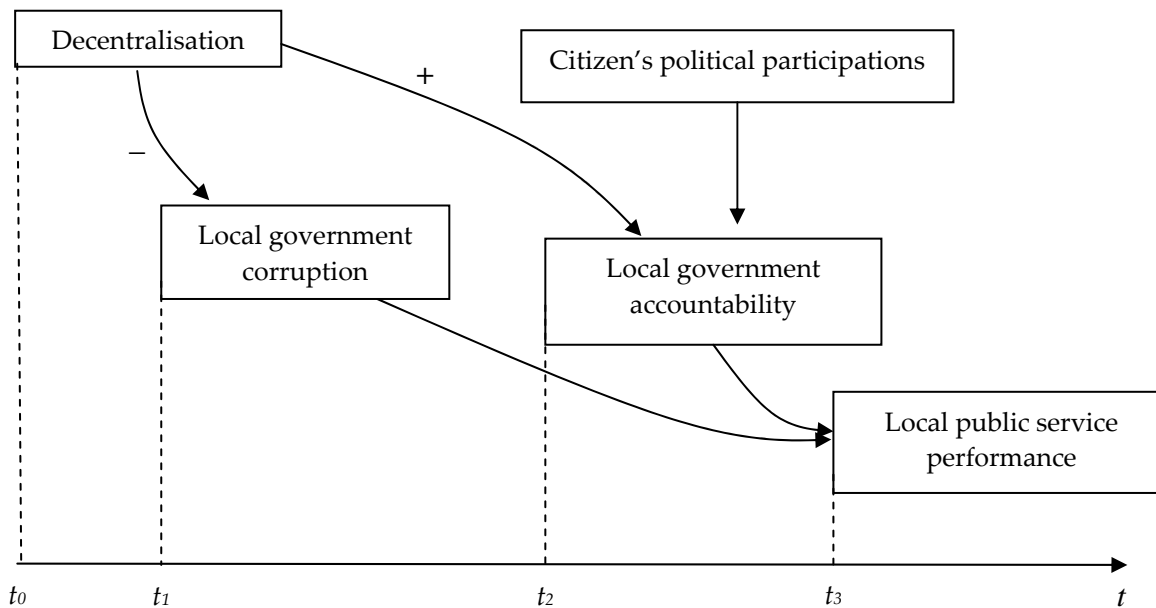 Decentralisation
Citizen’s political participations
+
–
Local government
corruption
Local government
accountability
Local public service
performance
t0
t1
t2
t3
t